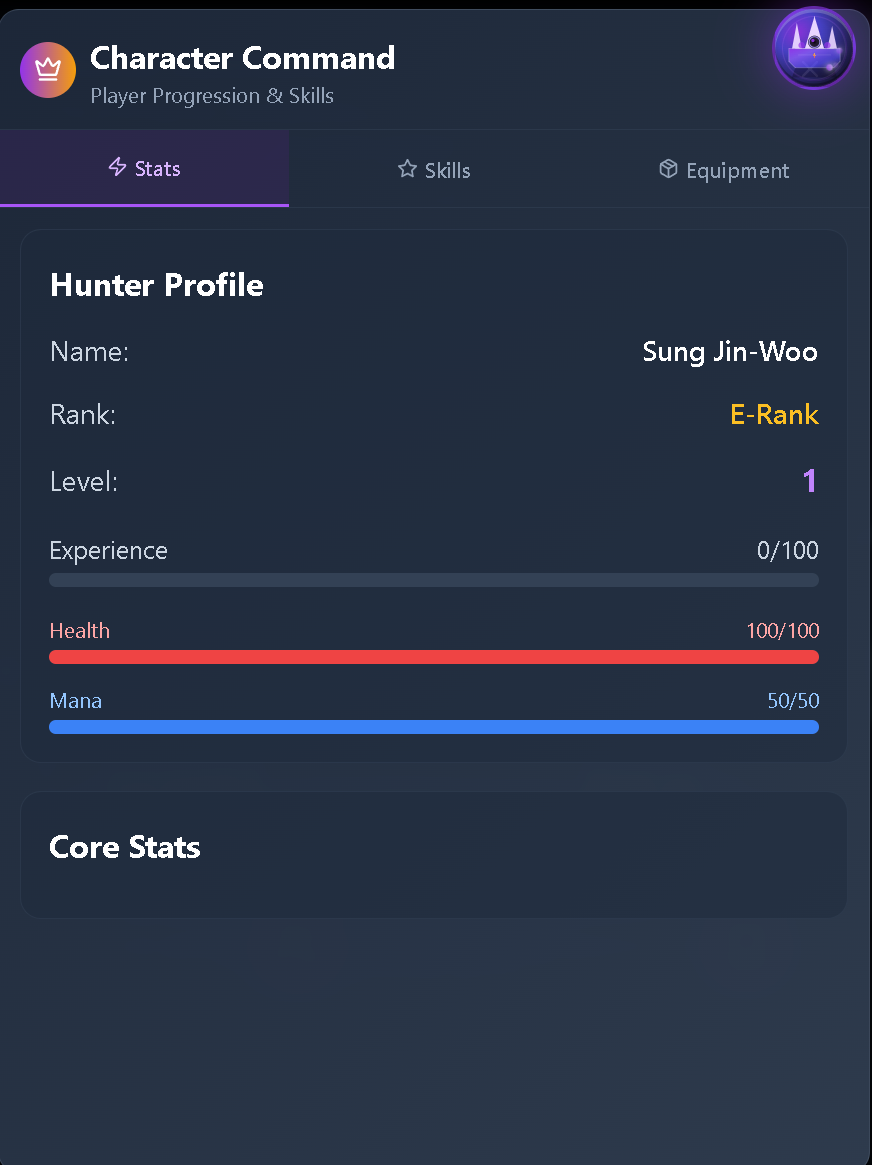 Character Command
Player Progression & Skills
Stats
Skills
Equipment
Hunter Profile
Name: Sung Jin-Woo
Rank: E-Rank
Level: 1
Experience 0/100
Health 100/100
Mana 50/50
Core Stats